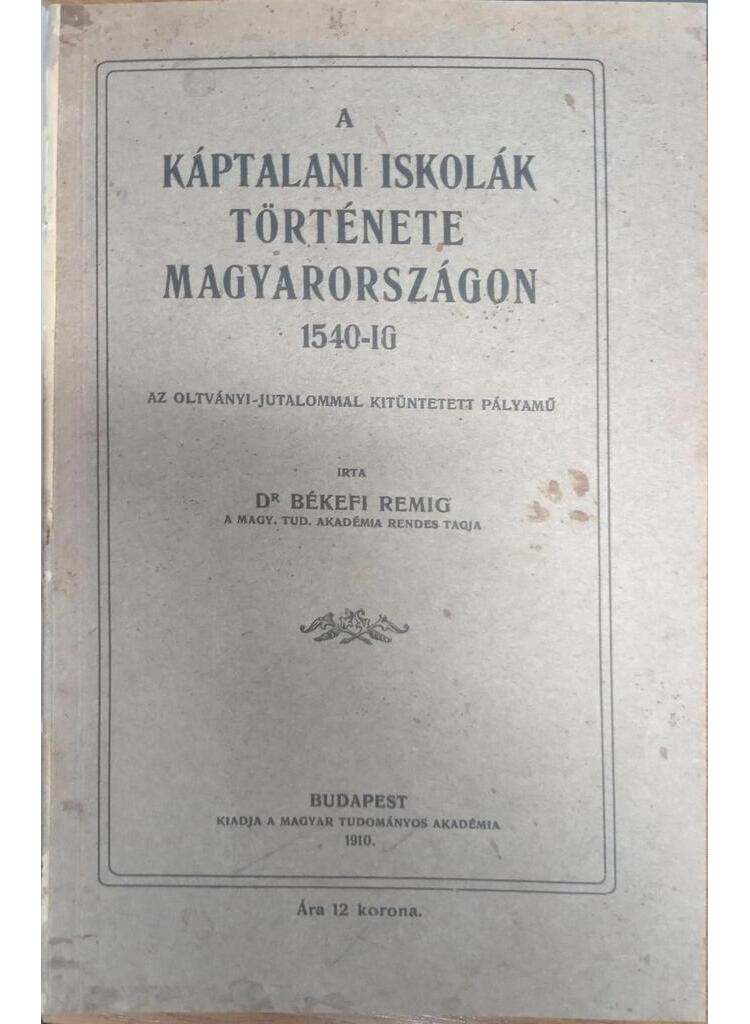 A
KÁPTALANI ISKOLÁK
TÖRTÉNETE
MAGYARORSZÁGON
1540-IG
AZ OLTVÁNYI-JUTALOMMAL KITÜNTETETT PÁLYAMŰ
IRTA
DR BÉKEFI REMIG
A MAGY. TUD. AKADÉMIA RENDES TAGJA
BUDAPEST
KIADJA A MAGYAR TUDOMÁNYOS AKADÉMIA
1910.
Ára 12 korona.